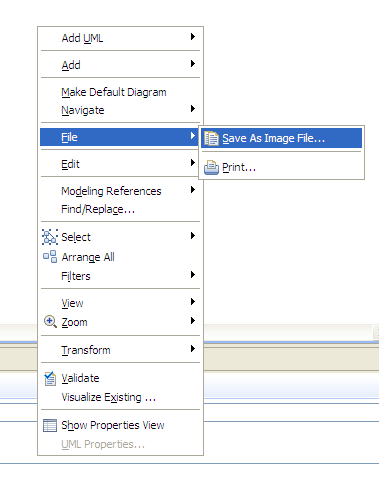 Add UML
Add
Make Default Diagram
Navigate
File
Save As Image File...
Print...
Edit
Modeling References
Find/Replace...
Select
Arrange All
Filters
View
Zoom
Transform
Validate
Visualize Existing ...
Show Properties View
UML Properties...